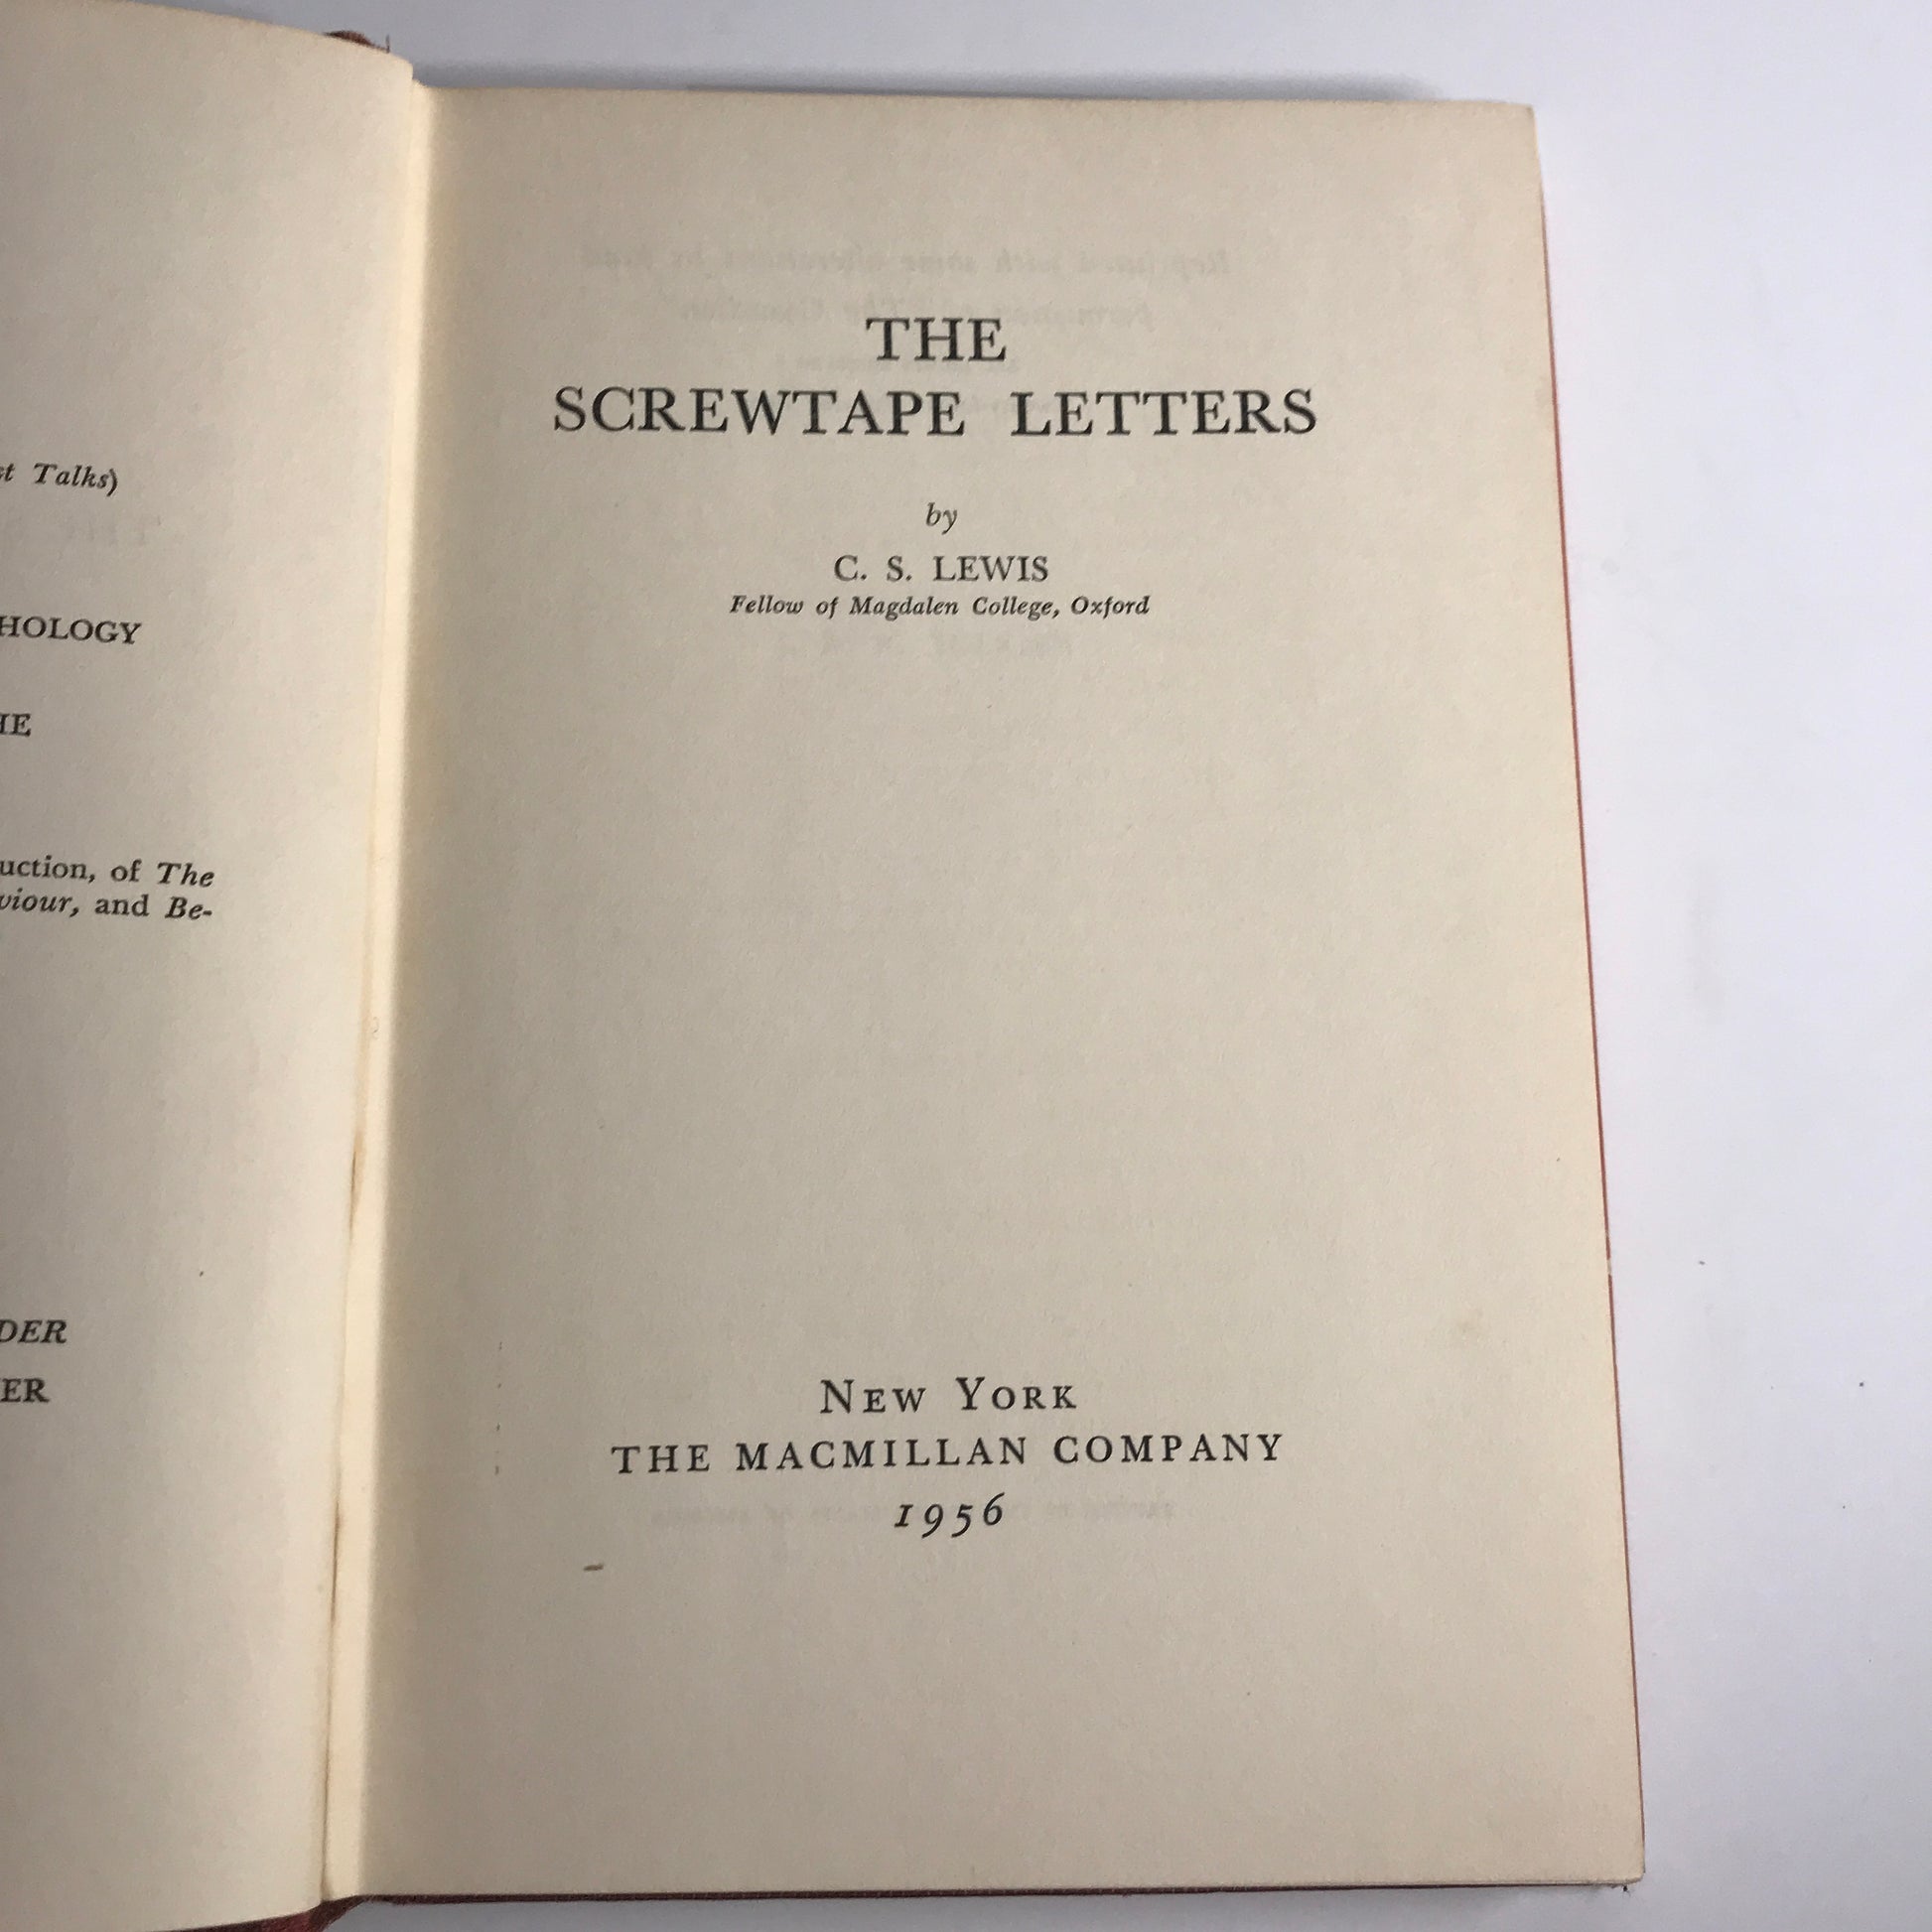 Talks)
HOLOGY
uction, of The
viour, and Be-
DER
ER
THE
SCREWTAPE LETTERS
by
C. S. LEWIS
Fellow of Magdalen College, Oxford
NEW YORK
THE MACMILLAN COMPANY
1956